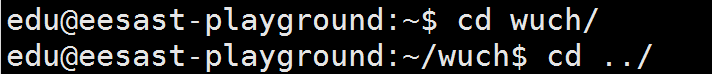 edu@eesast-playground:~$ cd wuch/
edu@eesast-playground:~/wuch$ cd ../